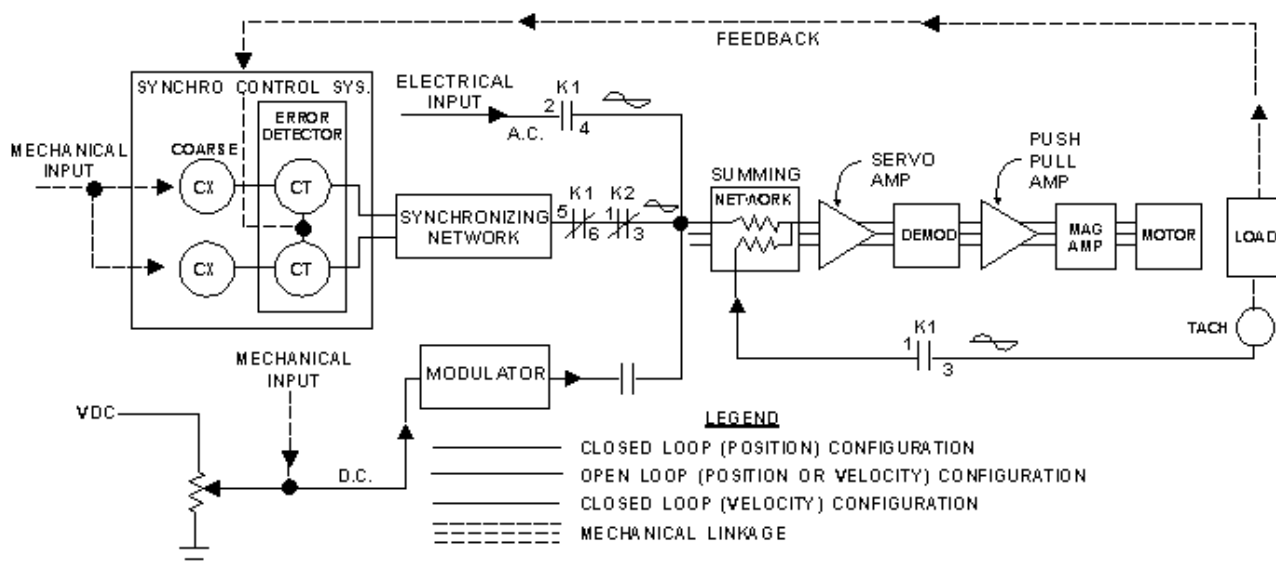 FEEDBACK
SYNCHRO CONTROL SYS.
ELECTRICAL
INPUT
K1
2
4
A.C.
ERROR
DETECTOR
MECHANICAL
INPUT
COARSE
CX
CT
CX
CT
SYNCHRONIZING
NETWORK
K1
5
6
K2
1
3
SUMMING
NETWORK
SERVO
AMP
PUSH
PULL
AMP
DEMOD
MAG
AMP
MOTOR
LOAD
TACH
K1
1
3
MECHANICAL
INPUT
MODULATOR
VDC
D.C.
LEGEND
CLOSED LOOP (POSITION) CONFIGURATION
OPEN LOOP (POSITION OR VELOCITY) CONFIGURATION
CLOSED LOOP (VELOCITY) CONFIGURATION
MECHANICAL LINKAGE